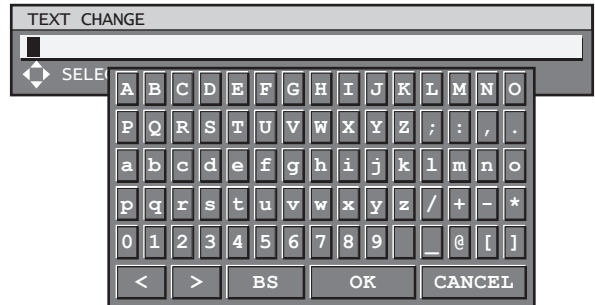 TEXT CHANGE
SELEC
A B C D E F G H I J K L M N O
P Q R S T U V W X Y Z ; : , .
a b c d e f g h i j k l m n o
p q r s t u v w x y z / + - *
0 1 2 3 4 5 6 7 8 9 _ @ [ ]
< > BS OK CANCEL